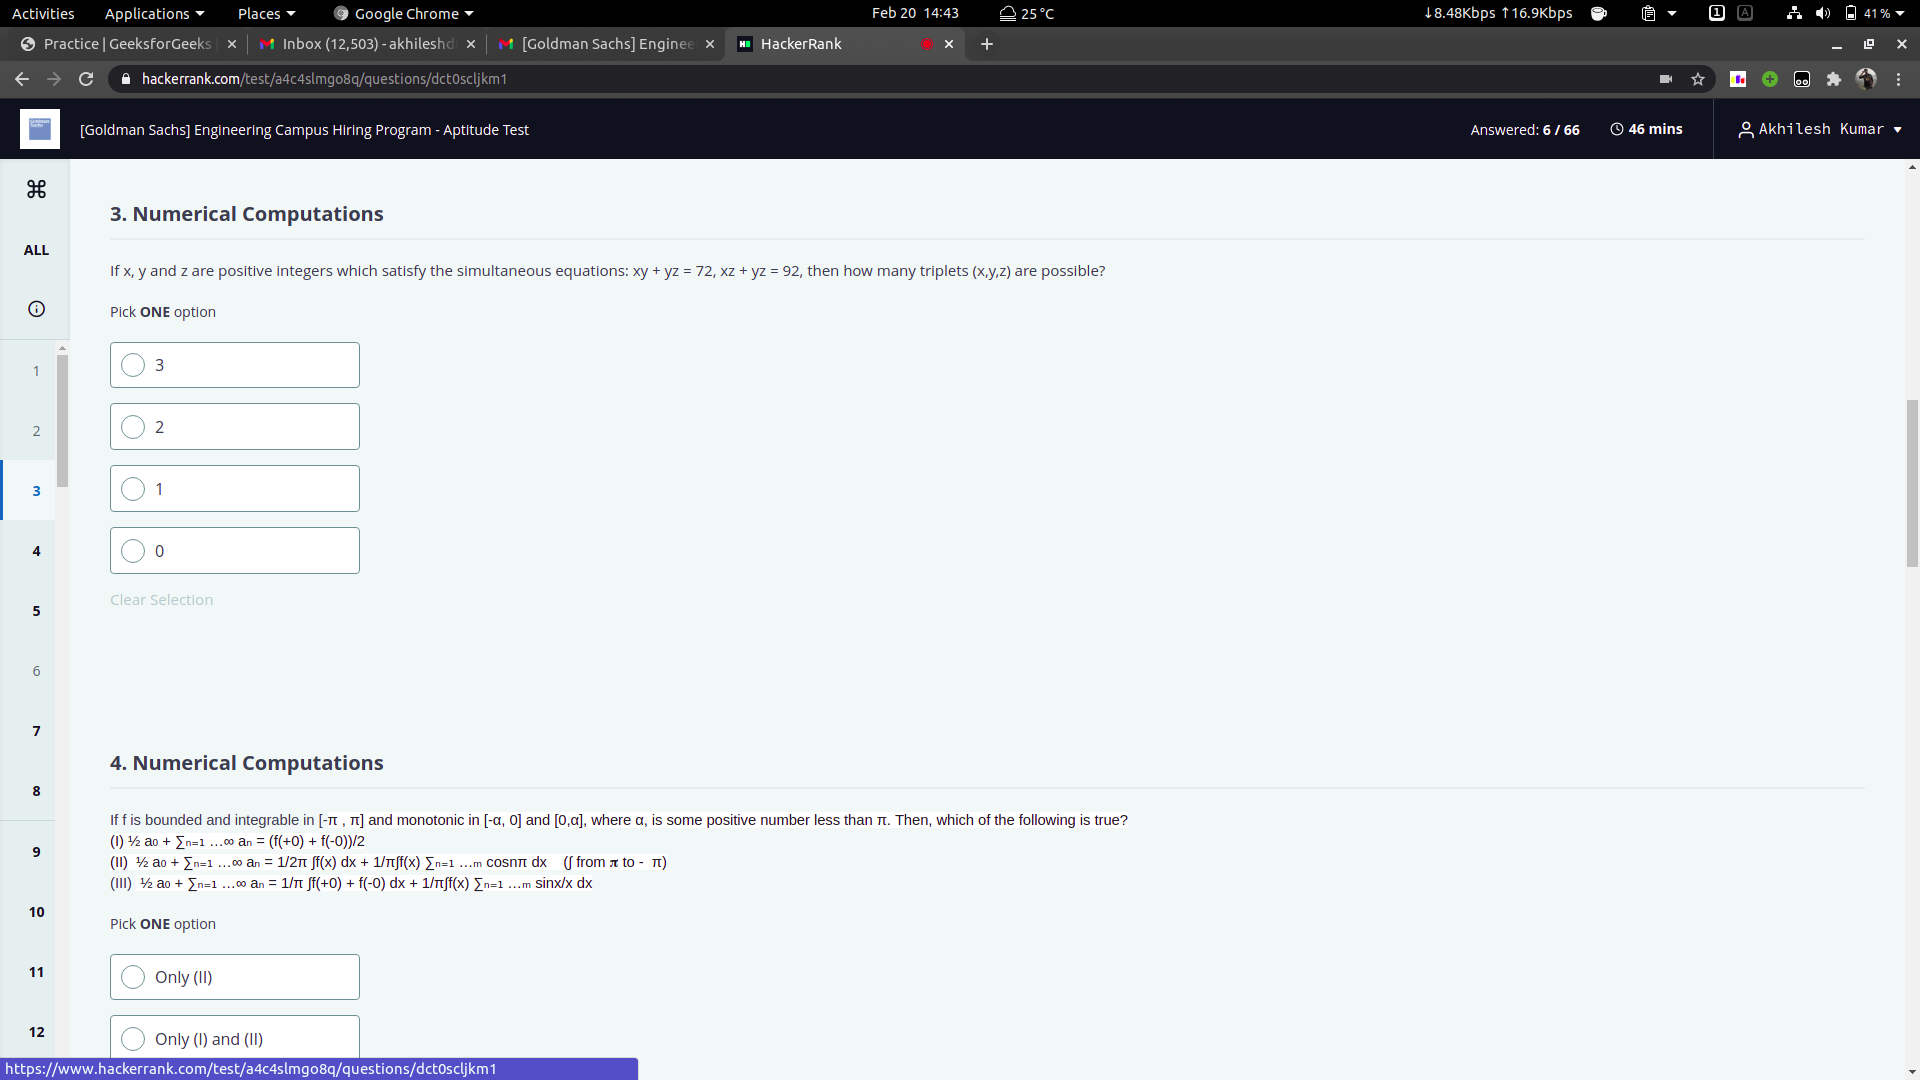 Activities Applications Places Google Chrome Feb 20 14:43 25 °C ↓8.48Kbps ↑16.9Kbps 1 A 41 %
Practice | GeeksforGeeks Inbox (12,503) - akhileshd [Goldman Sachs] Enginee HackerRank
hackerrank.com/test/a4c4slmgo8q/questions/dct0scljkm1
[Goldman Sachs] Engineering Campus Hiring Program - Aptitude Test Answered: 6 / 66 46 mins Akhilesh Kumar
ALL
1
2
3
4
5
6
7
8
9
10
11
12
3. Numerical Computations
If x, y and z are positive integers which satisfy the simultaneous equations: xy + yz = 72, xz + yz = 92, then how many triplets (x,y,z) are possible?
Pick ONE option
3
2
1
0
Clear Selection
4. Numerical Computations
If f is bounded and integrable in [-π , π] and monotonic in [-α, 0] and [0,α], where α, is some positive number less than π. Then, which of the following is true?
(I) ½ a₀ + ∑ₙ₌₁ …∞ aₙ = (f(+0) + f(-0))/2
(II) ½ a₀ + ∑ₙ₌₁ …∞ aₙ = 1/2π ∫f(x) dx + 1/π∫f(x) ∑ₙ₌₁ …ₘ cosnπ dx (∫ from π to - π)
(III) ½ a₀ + ∑ₙ₌₁ …∞ aₙ = 1/π ∫f(+0) + f(-0) dx + 1/π∫f(x) ∑ₙ₌₁ …ₘ sinx/x dx
Pick ONE option
Only (II)
Only (I) and (II)
https://www.hackerrank.com/test/a4c4slmgo8q/questions/dct0scljkm1